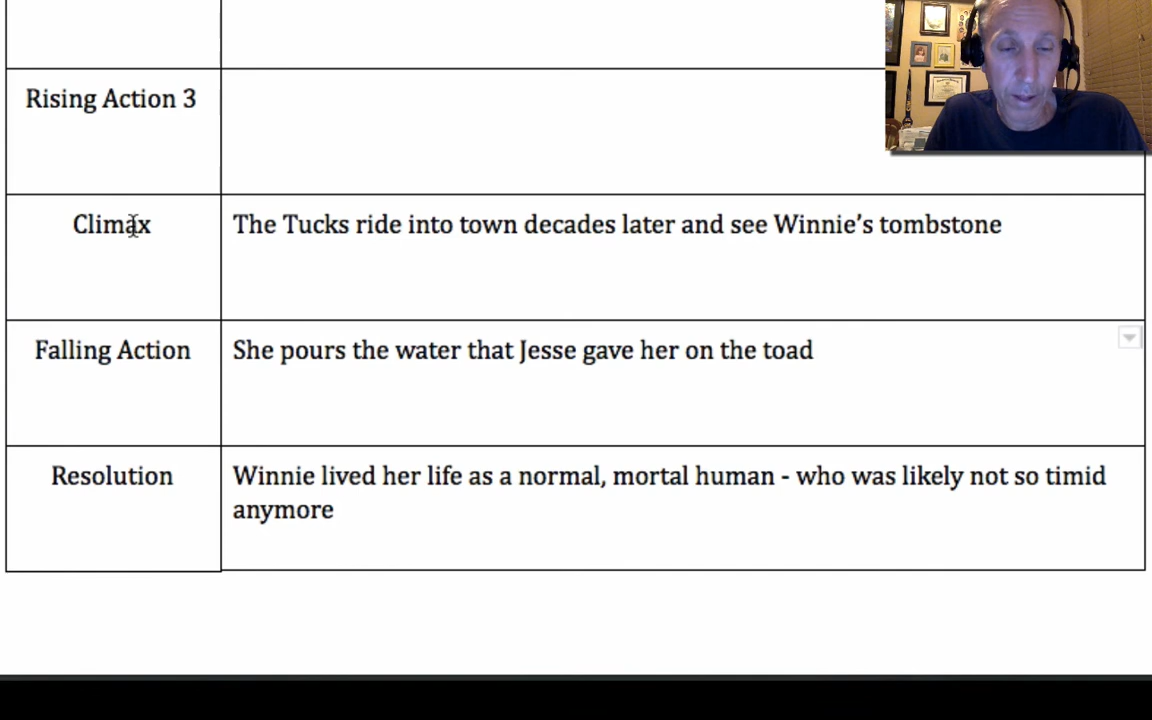 Rising Action 3
Climax
The Tucks ride into town decades later and see Winnie’s tombstone
Falling Action
She pours the water that Jesse gave her on the toad
Resolution
Winnie lived her life as a normal, mortal human - who was likely not so timid
anymore